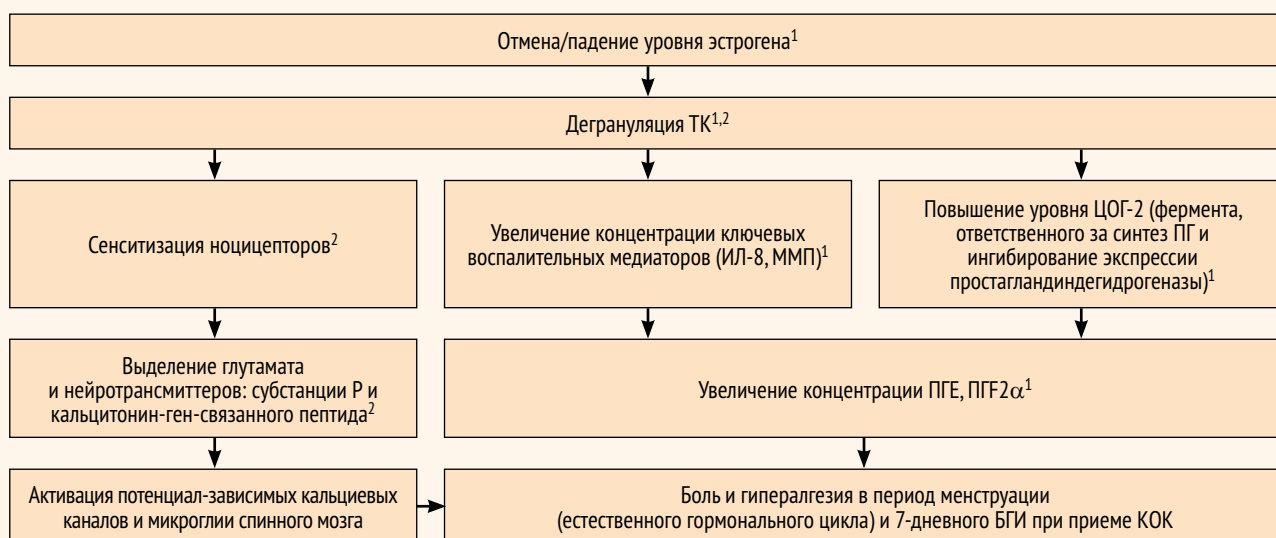 Отмена/падение уровня эстрогена1
Дегрануляция ТК1,2
Сенситизация ноцицепторов2
Увеличение концентрации ключевых
воспалительных медиаторов (ИЛ-8, ММП)1
Повышение уровня ЦОГ-2 (фермента,
ответственного за синтез ПГ и
ингибирование экспрессии
простагландиндегидрогеназы)1
Выделение глутамата
и нейротрансмиттеров: субстанции Р и
кальцитонин-ген-связанного пептида2
Увеличение концентрации ПГЕ, ПГF2α1
Активация потенциал-зависимых кальциевых
каналов и микроглии спинного мозга
Боль и гипералгезия в период менструации
(естественного гормонального цикла) и 7-дневного БГИ при приеме КОК